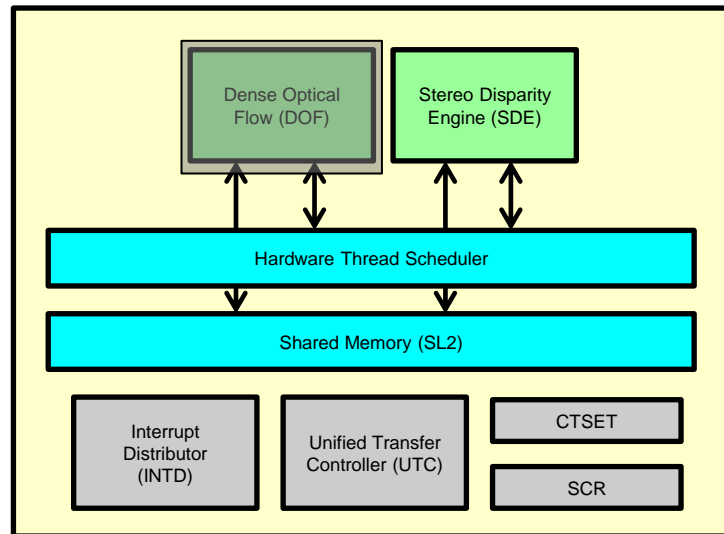 Dense Optical
Flow (DOF)
Stereo Disparity
Engine (SDE)
Hardware Thread Scheduler
Shared Memory (SL2)
Interrupt
Distributor
(INTD)
Unified Transfer
Controller (UTC)
CTSET
SCR